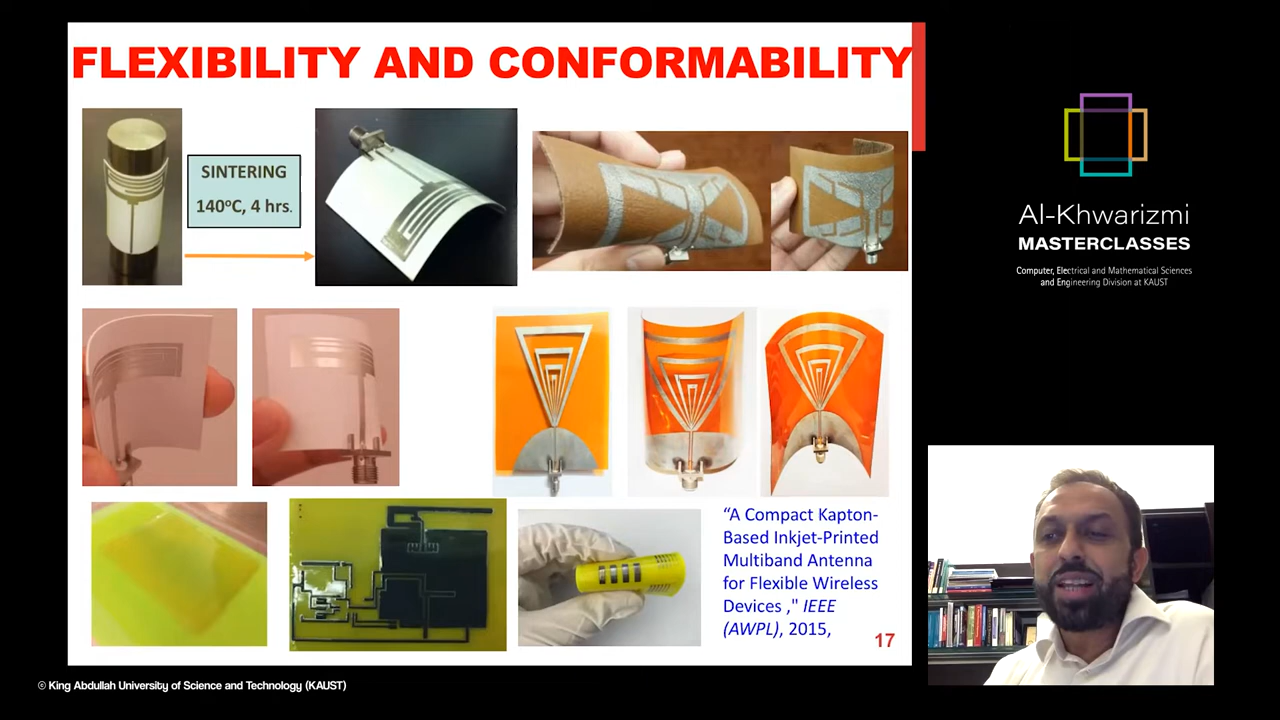 FLEXIBILITY AND CONFORMABILITY
SINTERING
140ºC, 4 hrs.
“A Compact Kapton-
Based Inkjet-Printed
Multiband Antenna
for Flexible Wireless
Devices ," IEEE
(AWPL), 2015,
17
Al-Khwarizmi
MASTERCLASSES
Computer, Electrical and Mathematical Sciences
and Engineering Division at KAUST
© King Abdullah University of Science and Technology (KAUST)